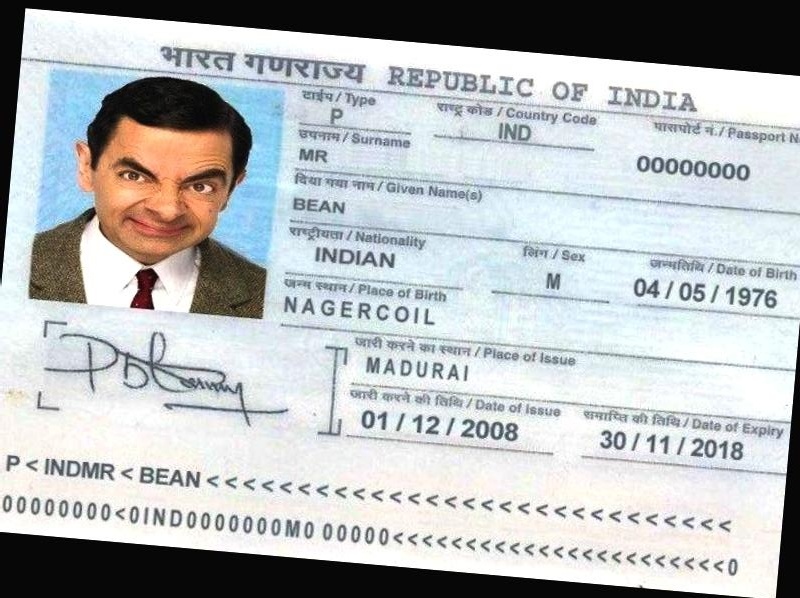 भारत गणराज्य REPUBLIC OF INDIA
टाईप / Type
राष्ट्र कोड / Country Code
पासपोर्ट नं. / Passport N
P
IND
00000000
उपनाम / Surname
MR
दिया गया नाम / Given Name(s)
BEAN
राष्ट्रीयता / Nationality
लिंग / Sex
जन्मतिथि / Date of Birth
INDIAN
M
04 / 05 / 1976
जन्म स्थान / Place of Birth
NAGERCOIL
जारी करने का स्थान / Place of Issue
MADURAI
जारी करने की तिथि / Date of Issue
समाप्ति की तिथि / Date of Expiry
01 / 12 / 2008
30 / 11 / 2018
P < INDMR < BEAN < < < < < < < < < < < < < < < < < < < < < < < < < < < < < <
00000000<0IND0000000M0 00000<<<<<<<<<<<<<<<<<<<<<<<0